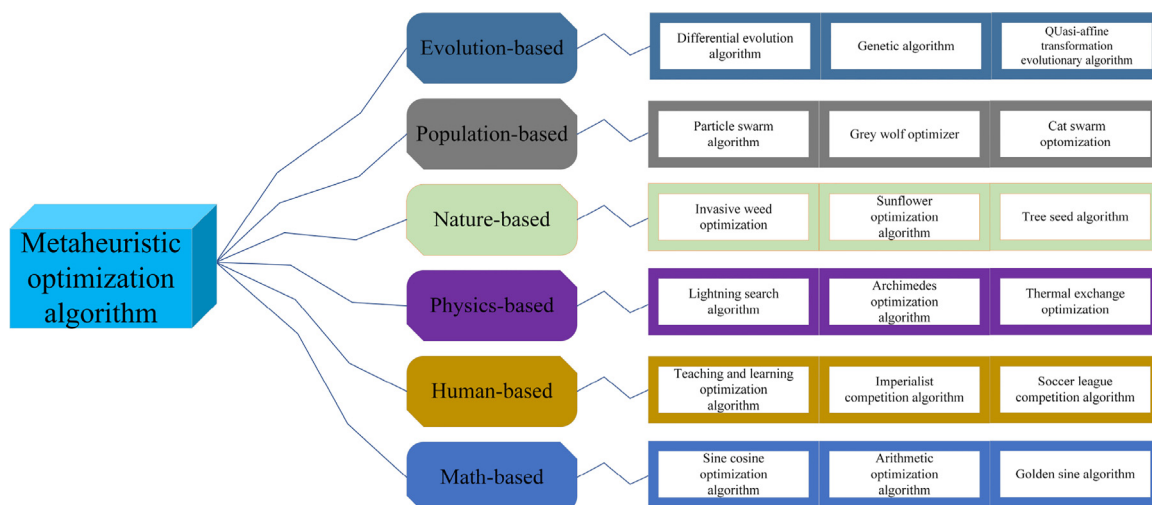 Metaheuristic
optimization
algorithm
Evolution-based
Differential evolution
algorithm
Genetic algorithm
QUasi-affine
transformation
evolutionary algorithm
Population-based
Particle swarm
algorithm
Grey wolf optimizer
Cat swarm
optomization
Nature-based
Invasive weed
optimization
Sunflower
optimization
algorithm
Tree seed algorithm
Physics-based
Lightning search
algorithm
Archimedes
optimization
algorithm
Thermal exchange
optimization
Human-based
Teaching and learning
optimization
algorithm
Imperialist
competition algorithm
Soccer league
competition algorithm
Math-based
Sine cosine
optimization
algorithm
Arithmetic
optimization
algorithm
Golden sine algorithm